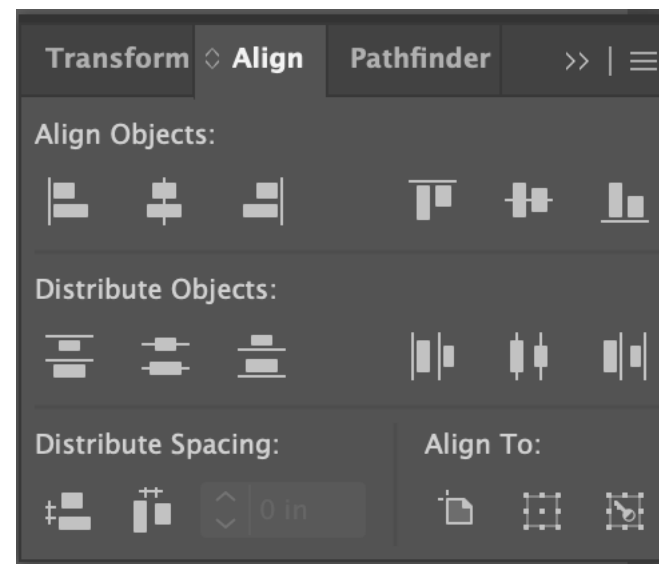 Transform Align Pathfinder
Align Objects:
Distribute Objects:
Distribute Spacing: Align To:
0 in